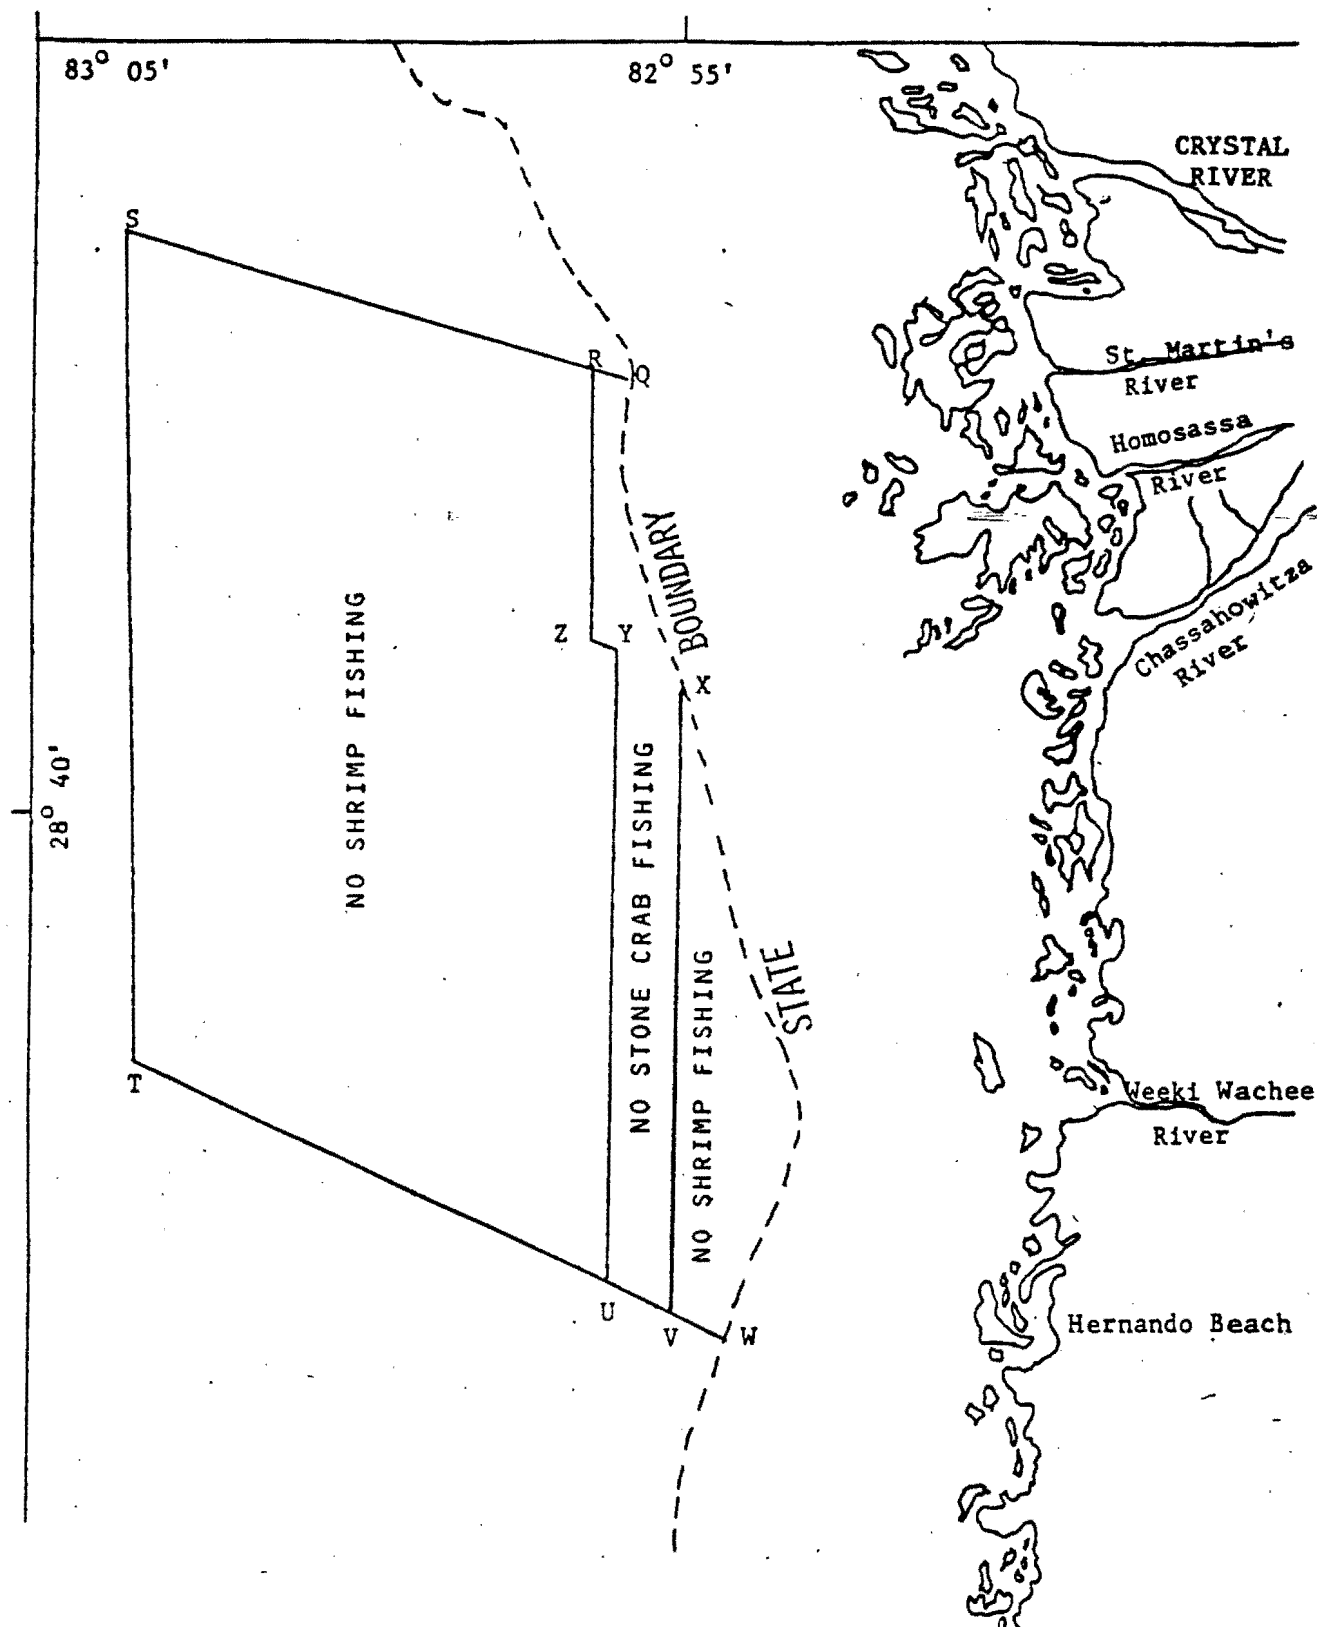 83° 05'
82° 55'
CRYSTAL
RIVER
S
R
Q
St. Martin's
River
Homosassa
River
BOUNDARY
Chassahowitza
River
Z
Y
X
NO SHRIMP FISHING
28° 40'
NO STONE CRAB FISHING
NO SHRIMP FISHING
STATE
T
Weeki Wachee
River
U
V
W
Hernando Beach